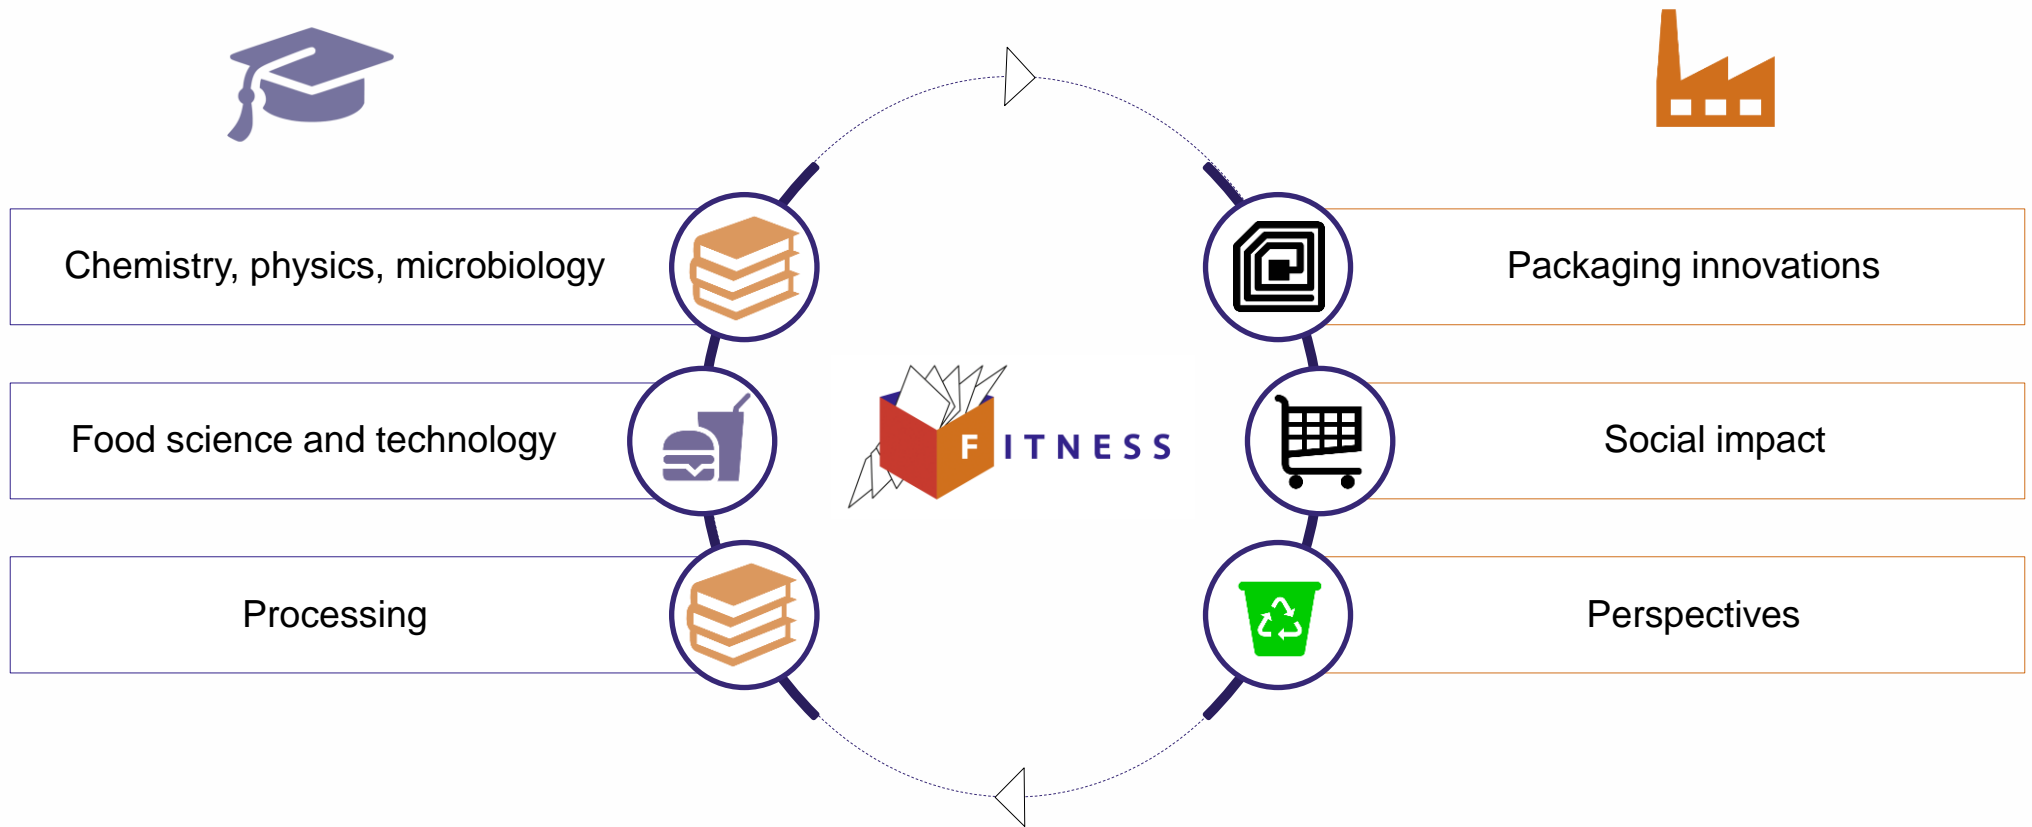 Chemistry, physics, microbiology
Food science and technology
Processing
FITNESS
Packaging innovations
Social impact
Perspectives